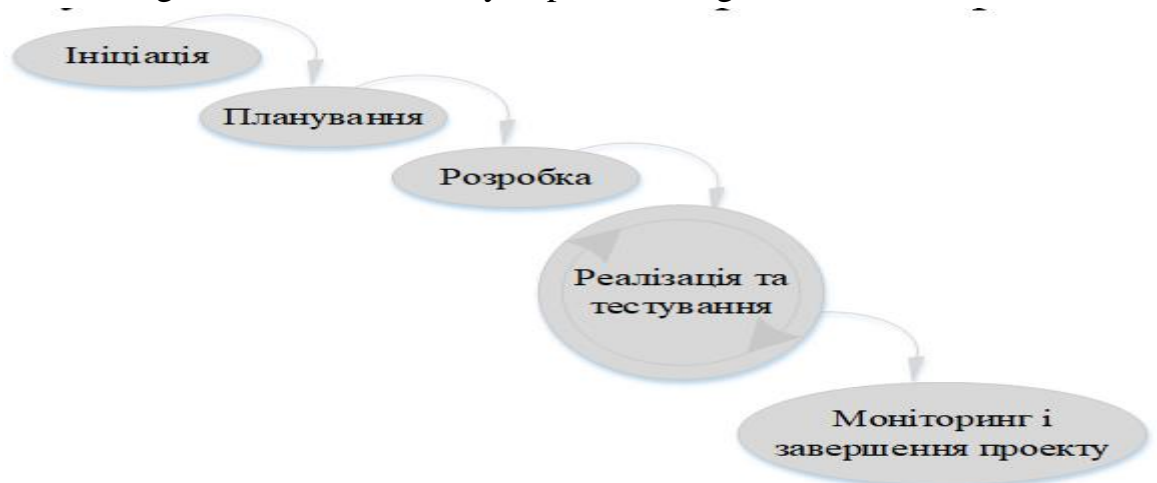 Ініціація
Планування
Розробка
Реалізація та
тестування
Моніторинг і
завершення проекту